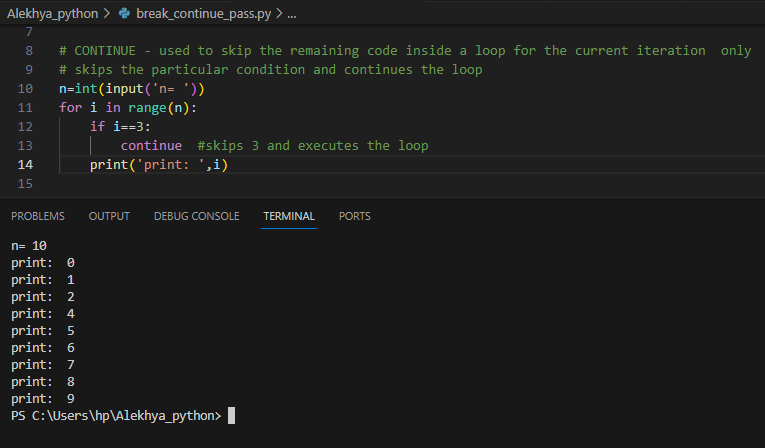 Alekhya_python > break_continue_pass.py > ...
7
8 # CONTINUE - used to skip the remaining code inside a loop for the current iteration  only
9 # skips the particular condition and continues the loop
10 n=int(input('n= '))
11 for i in range(n):
12     if i==3:
13         continue  #skips 3 and executes the loop
14     print('print: ',i)
15
PROBLEMS OUTPUT DEBUG CONSOLE TERMINAL PORTS
n= 10
print:  0
print:  1
print:  2
print:  4
print:  5
print:  6
print:  7
print:  8
print:  9
PS C:\Users\hp\Alekhya_python>